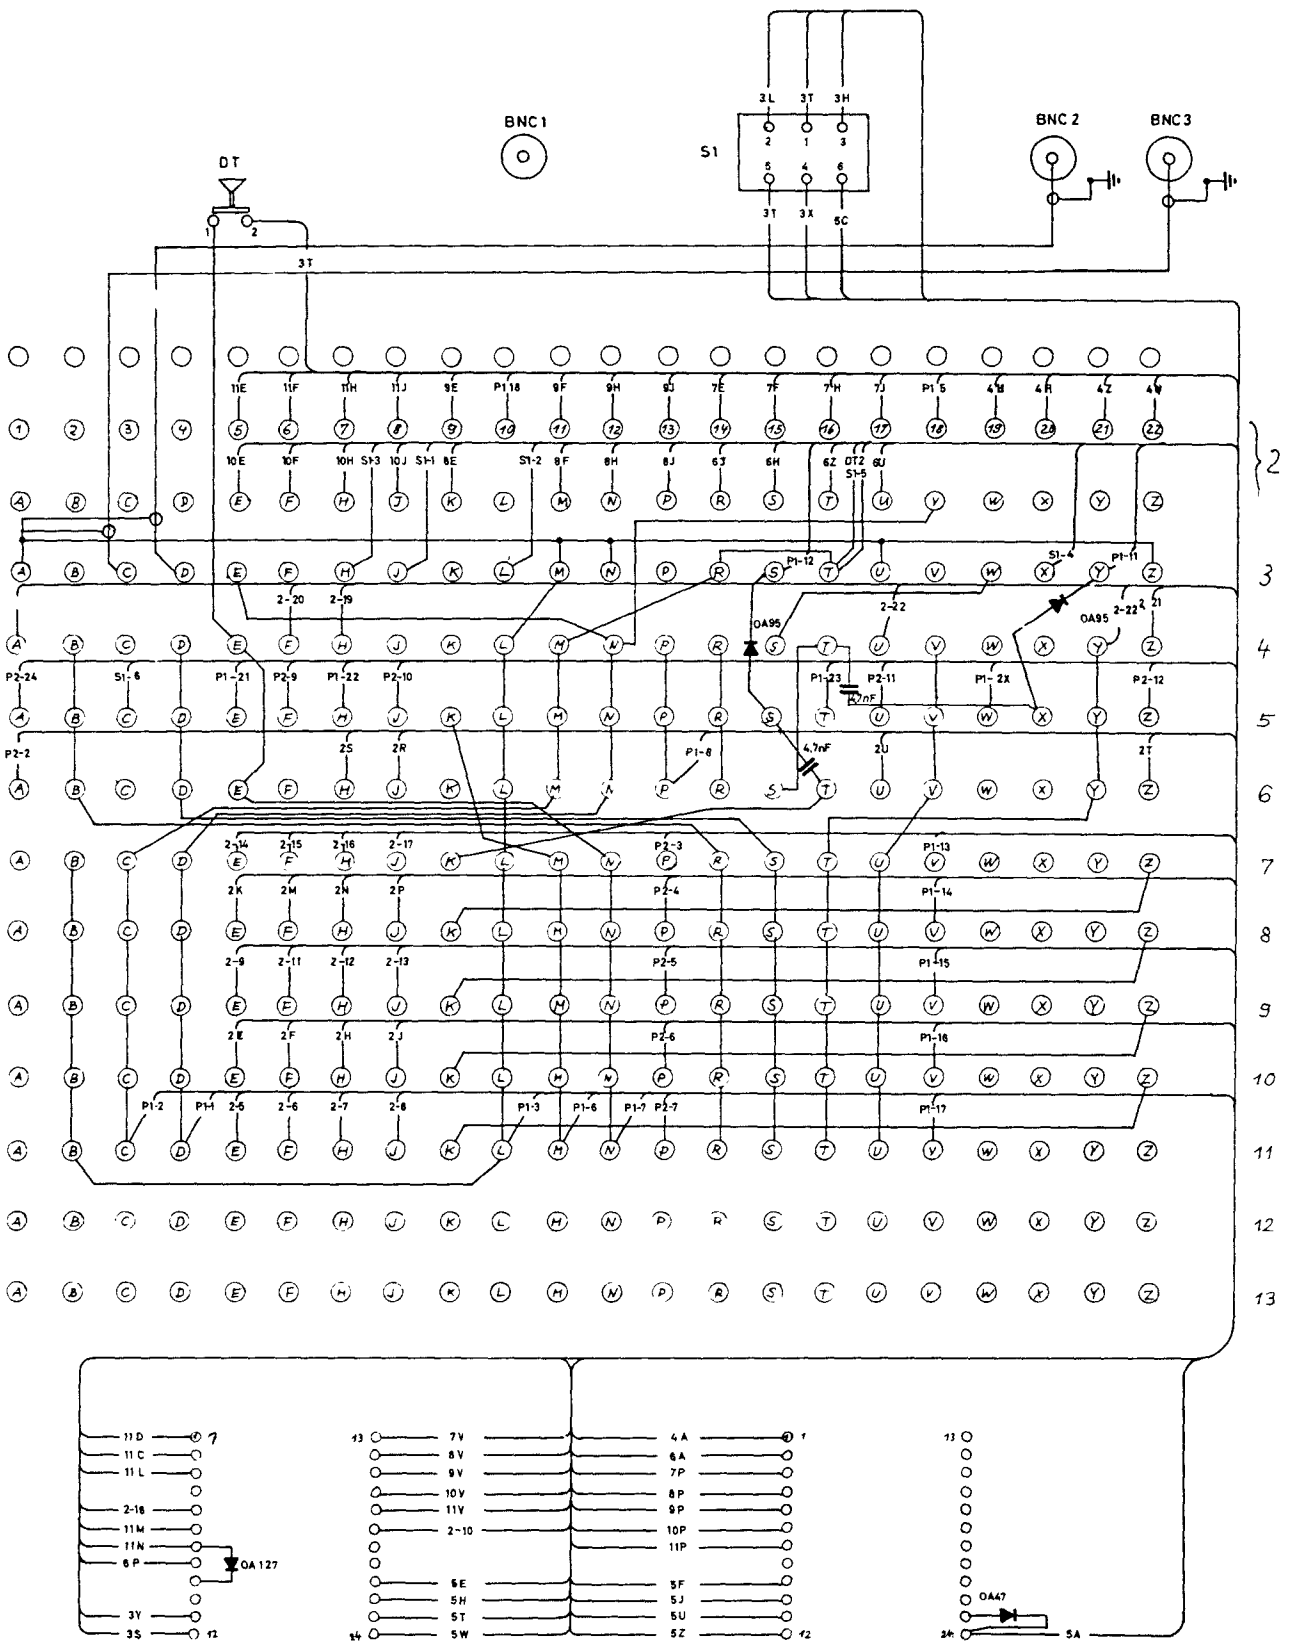 3L 3T 3H
BNC1
BNC2
BNC3
S1
2 1 3
5 4 6
DT
1 2
3T 3X 5C
3T
11E 11F 11H 11J 9E P1 18 9F 9H 9J 7E 7F 7H 7J P1 5 4H 4Z
1 2 3 4 5 6 7 8 9 10 11 12 13 14 15 16 17 18 19 20 21 22
2
10E 10F 10H S1-3 10J S1-1 8E S1-2 8F 8H 8J 6J 6H 6Z DT2 6U
S1-5
A B C D E F H J K L M N P R S T U V W X Y Z
P1-12 S1-4 P1-11
A B C D E F H J K L M N P R S T U V W X Y Z 3
2-20 2-19 2-22 2-22 21
OA95 OA95
A B C D E F H J K L M N P R S T U V W X Y Z 4
P2-24 S1-6 P1-21 P2-9 P1-22 P2-10 P1-23 P2-11 P1-2X P2-12
4,7nF
A B C D E F H J K L M N P R S T U V W X Y Z 5
P2-2 2S 2R P1-8 4,7nF 2U 2T
A B C D E F H J K L M N P R S T U V W X Y Z 6
2-14 2-15 2-16 2-17 P2-3 P1-13
A B C D E F H J K L M N P R S T U V W X Y Z 7
2K 2M 2N 2P P2-4 P1-14
A B C D E F H J K L M N P R S T U V W X Y Z 8
2-9 2-11 2-12 2-13 P2-5 P1-15
A B C D E F H J K L M N P R S T U V W X Y Z 9
2E 2F 2H 2J P2-6 P1-16
A B C D E F H J K L M N P R S T U V W X Y Z 10
P1-2 P1-1 2-5 2-6 2-7 2-8 P1-3 P1-6 P1-7 P2-7 P1-17
A B C D E F H J K L M N P R S T U V W X Y Z 11
A B C D E F H J K L M N P R S T U V W X Y Z 12
A B C D E F H J K L M N P R S T U V W X Y Z 13
11D 1 13 7V 4A 1 13
11C 8V 6A
11L 9V 7P
10V 8P
2-18 11V 9P
11M 2-10 10P
11N 11P
6P OA127
5E 5F
5H 5J OA47
3Y 5T 5U
3S 12 24 5W 5Z 12 24 5A